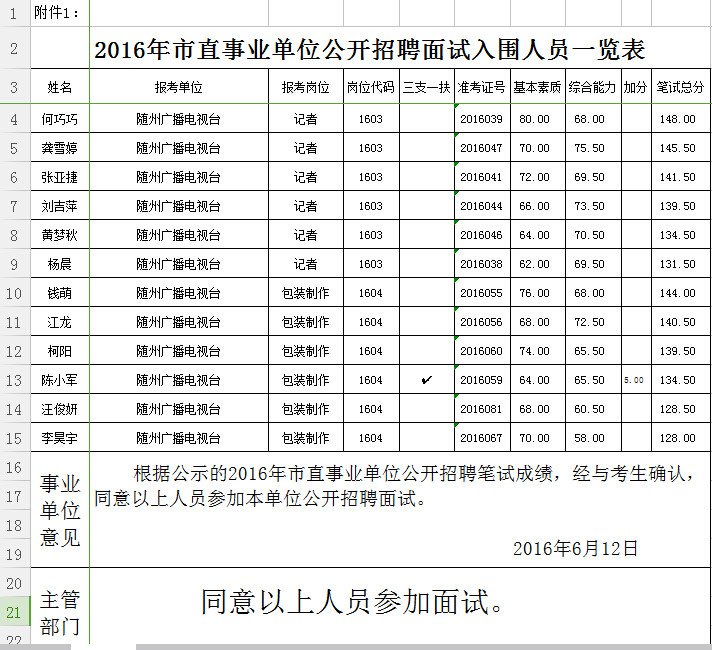 1 附件1：
2 2016年市直事业单位公开招聘面试入围人员一览表
3 姓名 报考单位 报考岗位 岗位代码 三支一扶 准考证号 基本素质 综合能力 加分 笔试总分
4 何巧巧 随州广播电视台 记者 1603 2016039 80.00 68.00 148.00
5 龚雪婷 随州广播电视台 记者 1603 2016047 70.00 75.50 145.50
6 张亚捷 随州广播电视台 记者 1603 2016041 72.00 69.50 141.50
7 刘吉萍 随州广播电视台 记者 1603 2016044 66.00 73.50 139.50
8 黄梦秋 随州广播电视台 记者 1603 2016046 64.00 70.50 134.50
9 杨晨 随州广播电视台 记者 1603 2016038 62.00 69.50 131.50
10 钱萌 随州广播电视台 包装制作 1604 2016055 76.00 68.00 144.00
11 江龙 随州广播电视台 包装制作 1604 2016056 68.00 72.50 140.50
12 柯阳 随州广播电视台 包装制作 1604 2016060 74.00 65.50 139.50
13 陈小军 随州广播电视台 包装制作 1604 ✔ 2016059 64.00 65.50 5.00 134.50
14 汪俊妍 随州广播电视台 包装制作 1604 2016081 68.00 60.50 128.50
15 李昊宇 随州广播电视台 包装制作 1604 2016067 70.00 58.00 128.00
16
17
18
19
事业
单位
意见
根据公示的2016年市直事业单位公开招聘笔试成绩，经与考生确认，
同意以上人员参加本单位公开招聘面试。
2016年6月12日
20
21
22
主管
部门
同意以上人员参加面试。